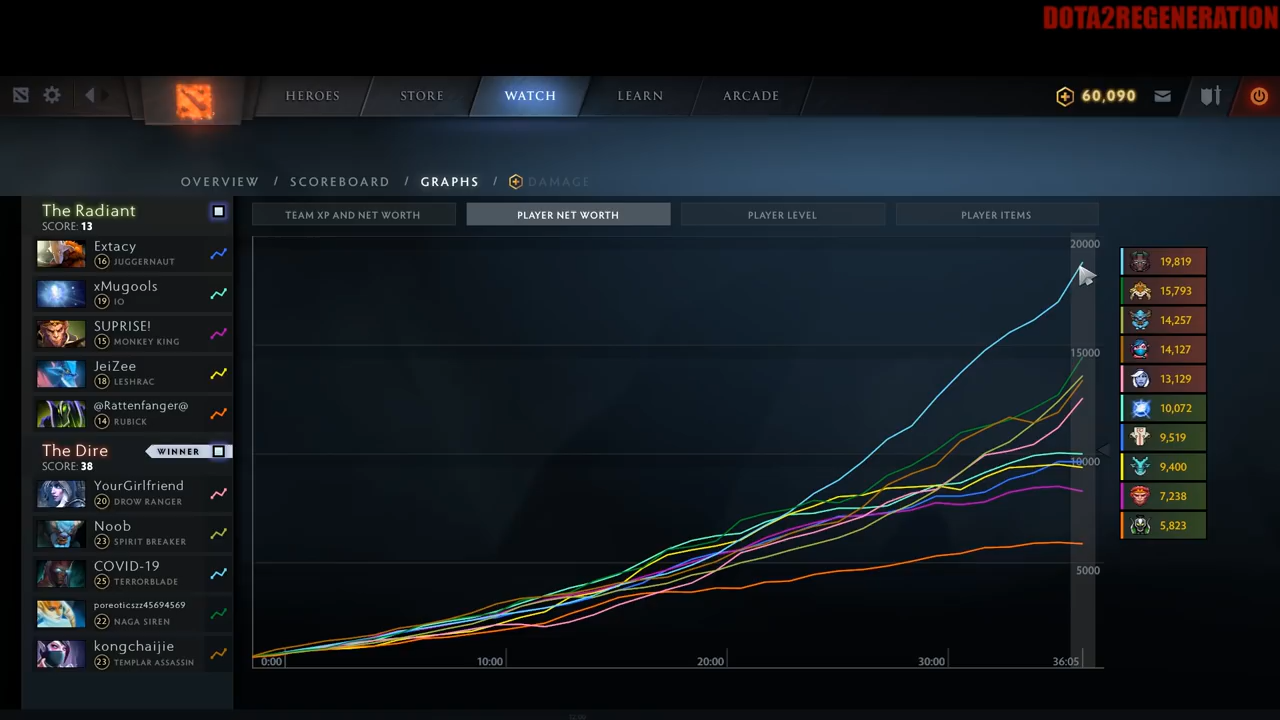 DOTA2REGENERATION
HEROES STORE WATCH LEARN ARCADE 60,090
OVERVIEW / SCOREBOARD / GRAPHS / DAMAGE
The Radiant
SCORE: 13
Extacy
16 JUGGERNAUT
xMugools
19 IO
SUPRISE!
15 MONKEY KING
JeiZee
18 LESHRAC
@Rattenfanger@
14 RUBICK
The Dire WINNER
SCORE: 38
YourGirlfriend
20 DROW RANGER
Noob
23 SPIRIT BREAKER
COVID-19
25 TERRORBLADE
poreoticszz45694569
22 NAGA SIREN
kongchaijie
23 TEMPLAR ASSASSIN
TEAM XP AND NET WORTH PLAYER NET WORTH PLAYER LEVEL PLAYER ITEMS
20000
15000
10000
5000
0:00 10:00 20:00 30:00 36:05
19,819
15,793
14,257
14,127
13,129
10,072
9,519
9,400
7,238
5,823